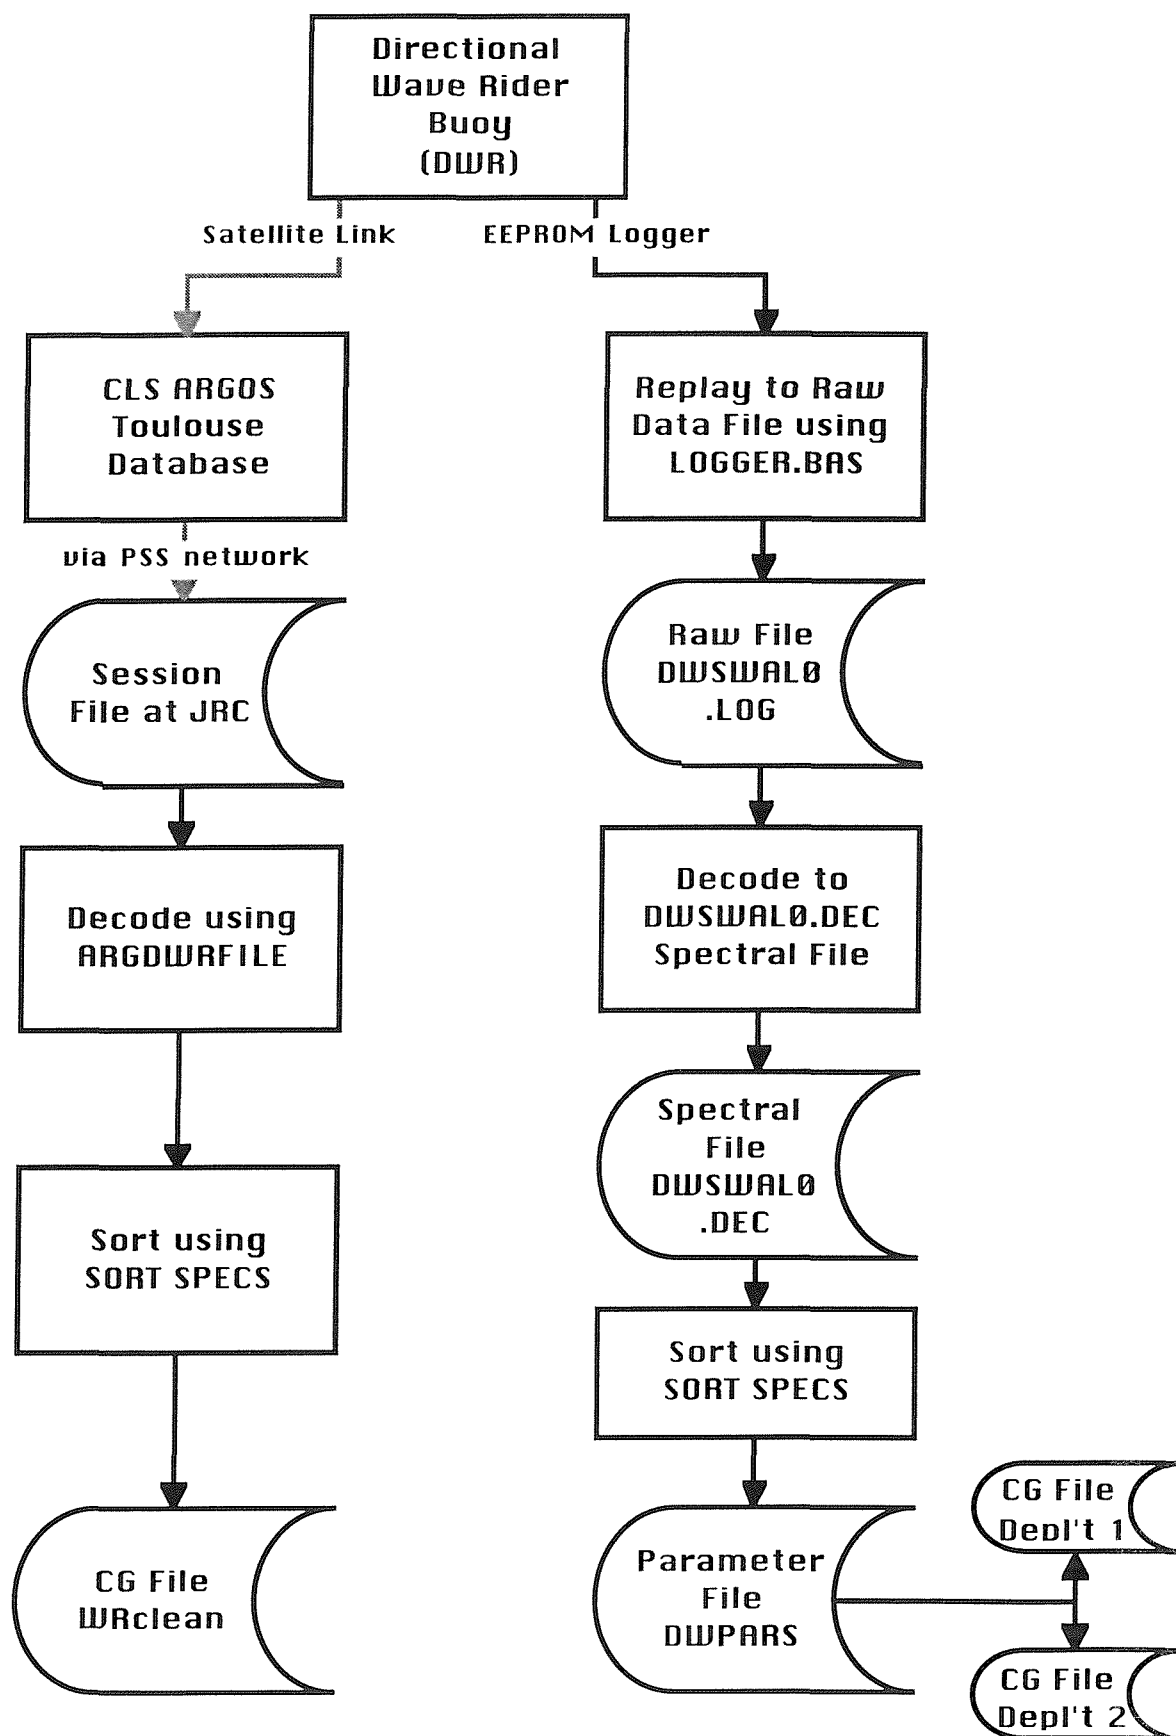 Directional
Wave Rider
Buoy
(DWR)
Satellite Link
EEPROM Logger
CLS ARGOS
Toulouse
Database
Replay to Raw
Data File using
LOGGER.BAS
via PSS network
Session
File at JRC
Raw File
DWSWAL0
.LOG
Decode using
ARGDWRFILE
Decode to
DWSWAL0.DEC
Spectral File
Spectral
File
DWSWAL0
.DEC
Sort using
SORT SPECS
Sort using
SORT SPECS
CG File
WRclean
Parameter
File
DWPARS
CG File
Depl't 1
CG File
Depl't 2